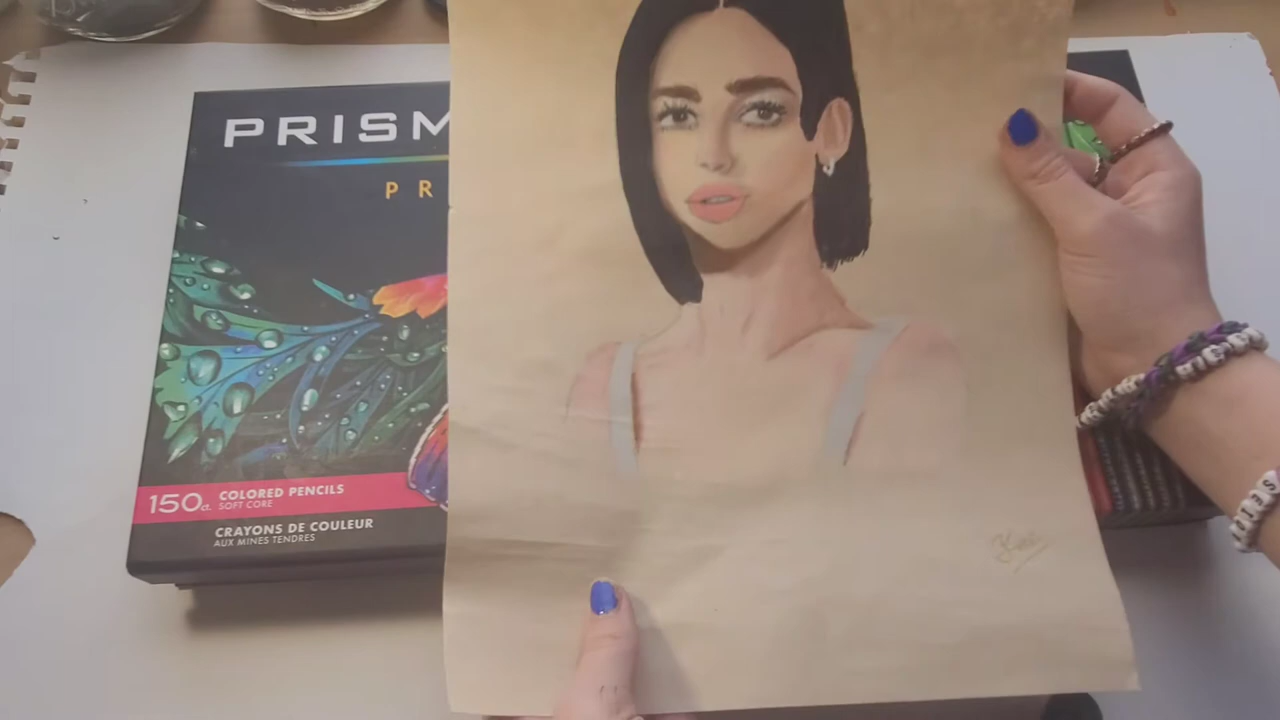 PRISM
PR
150ct. COLORED PENCILS
SOFT CORE
CRAYONS DE COULEUR
AUX MINES TENDRES